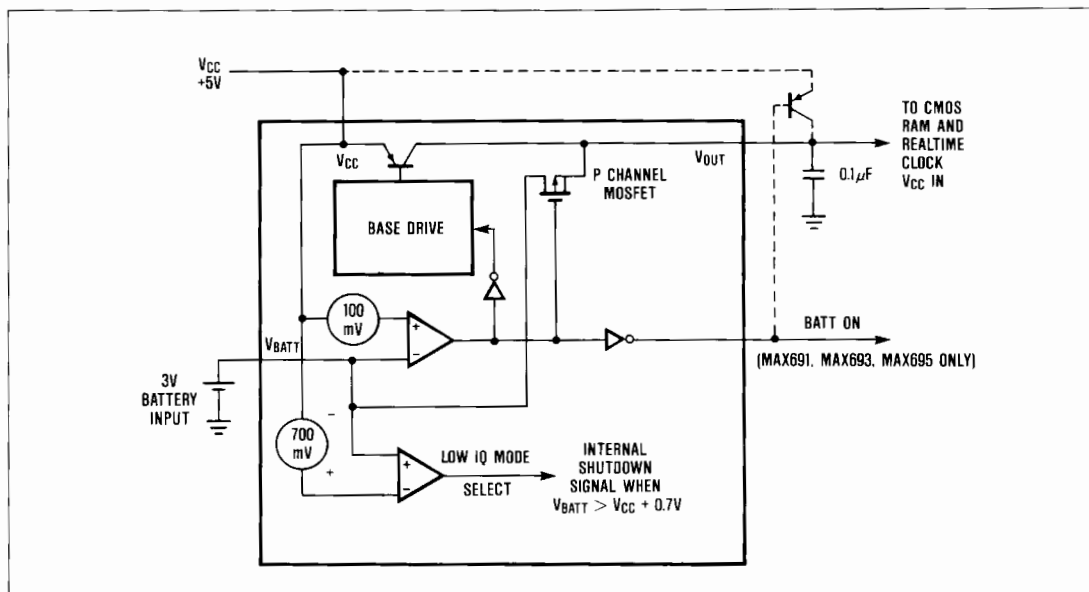 VCC
+5V
TO CMOS
RAM AND
REALTIME
CLOCK
VCC IN
VCC
VOUT
P CHANNEL
MOSFET
0.1μF
BASE DRIVE
100
mV
+
−
VBATT
BATT ON
(MAX691, MAX693, MAX695 ONLY)
3V
BATTERY
INPUT
−
700
mV
+
+
−
LOW IQ MODE
SELECT
INTERNAL
SHUTDOWN
SIGNAL WHEN
VBATT > VCC + 0.7V